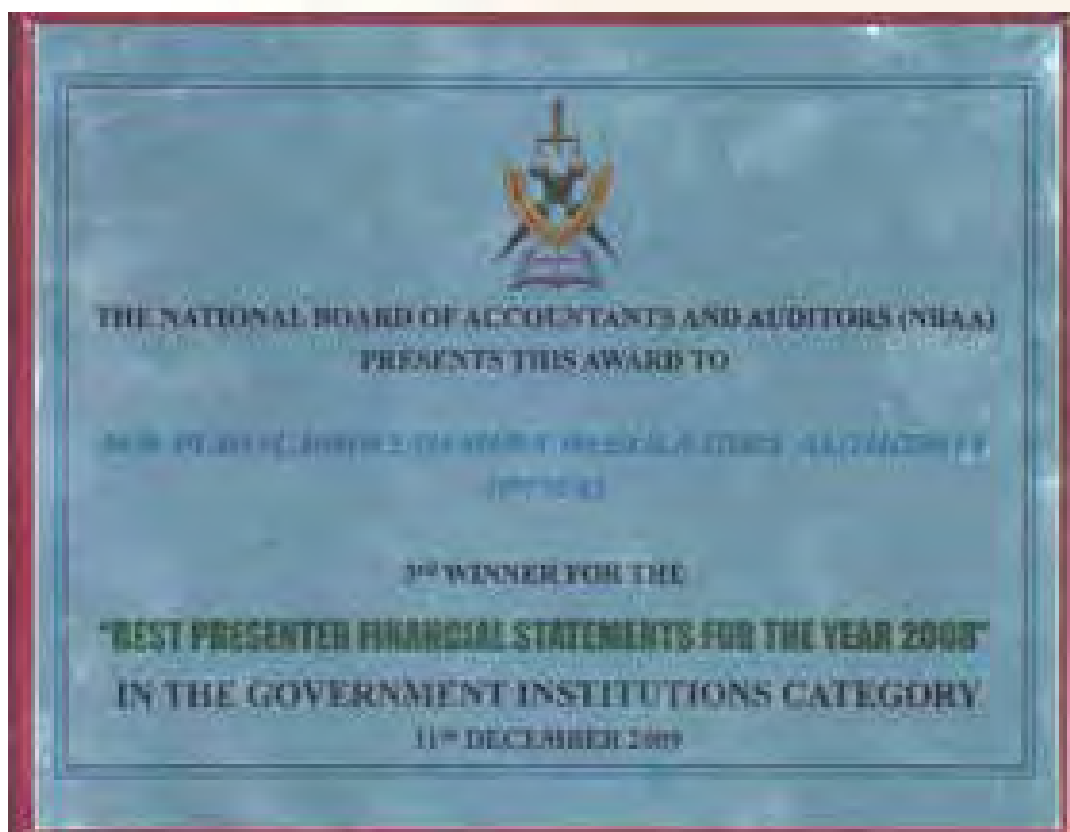 THE NATIONAL BOARD OF ACCOUNTANTS AND AUDITORS (NBAA)
PRESENTS THIS AWARD TO
3rd WINNER FOR THE
"BEST PRESENTED FINANCIAL STATEMENTS FOR THE YEAR 2008"
IN THE GOVERNMENT INSTITUTIONS CATEGORY
11th DECEMBER 2009